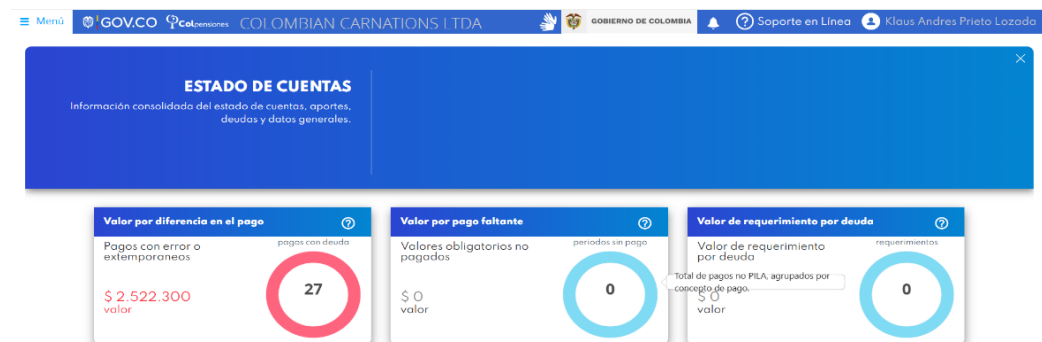 Menú GOV.CO Colpensiones COLOMBIAN CARNATIONS LTDA GOBIERNO DE COLOMBIA Soporte en Línea Klaus Andres Prieto Lozada
ESTADO DE CUENTAS
Información consolidada del estado de cuentas, aportes,
deudas y datos generales.
Valor por diferencia en el pago
Pagos con error o
extemporaneos
pagos con deuda
27
$ 2.522.300
valor
Valor por pago faltante
Valores obligatorios no
pagados
periodos sin pago
0
$ 0
valor
Total de pagos no PILA, agrupados por
concepto de pago.
Valor de requerimiento por deuda
Valor de requerimiento
por deuda
requerimientos
0
$ 0
valor